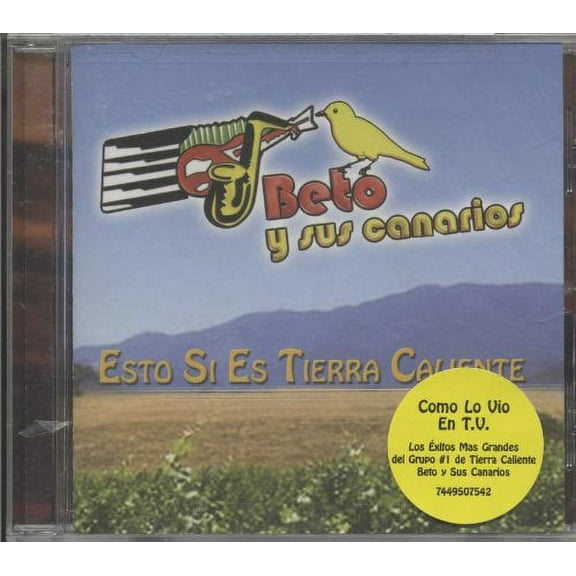 Beto
y sus canarios
Esto Si Es Tierra Caliente
Como Lo Vio
En T.V.
Los Éxitos Mas Grandes
del Grupo #1 de Tierra Caliente
Beto y Sus Canarios
7449507542